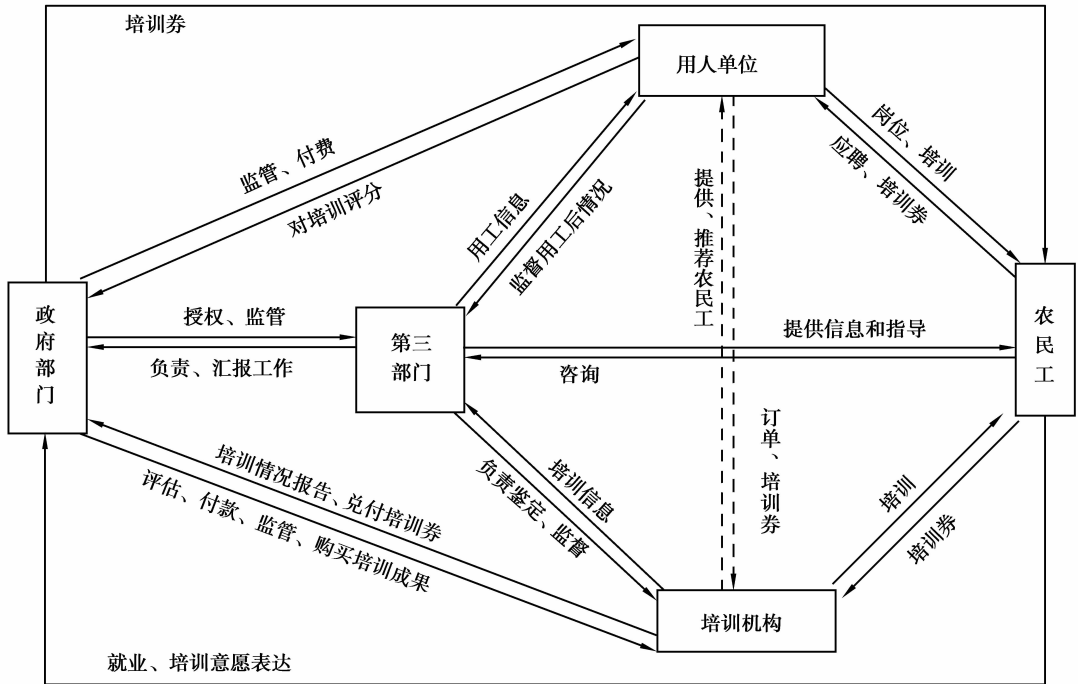 培训券
用人单位
监管、付费
对培训评分
用工信息
监督用工后情况
提供、推荐农民工
岗位、培训
应聘、培训券
政府部门
授权、监管
负责、汇报工作
第三
部门
提供信息和指导
咨询
农民工
订单、培训券
培训情况报告、兑付培训券
评估、付款、监管、购买培训成果
培训信息
负责鉴定、监督
培训
培训券
培训机构
就业、培训意愿表达